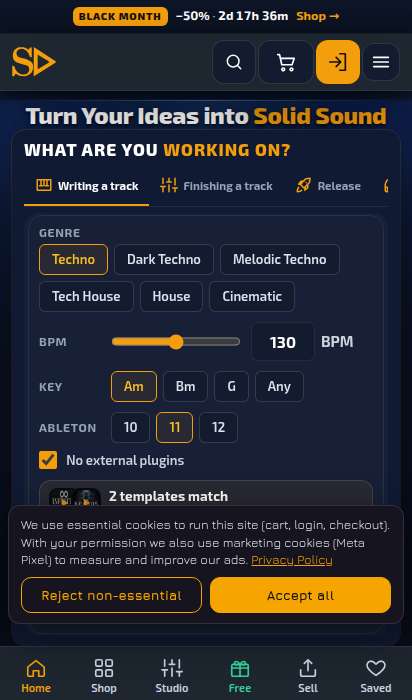 BLACK MONTH −50% · 2d 17h 36m Shop →
SD
Turn Your Ideas into Solid Sound
WHAT ARE YOU WORKING ON?
Writing a track Finishing a track Release
GENRE
Techno Dark Techno Melodic Techno
Tech House House Cinematic
BPM 130 BPM
KEY Am Bm G Any
ABLETON 10 11 12
No external plugins
2 templates match
We use essential cookies to run this site (cart, login, checkout).
With your permission we also use marketing cookies (Meta
Pixel) to measure and improve our ads. Privacy Policy
Reject non-essential Accept all
Home Shop Studio Free Sell Saved